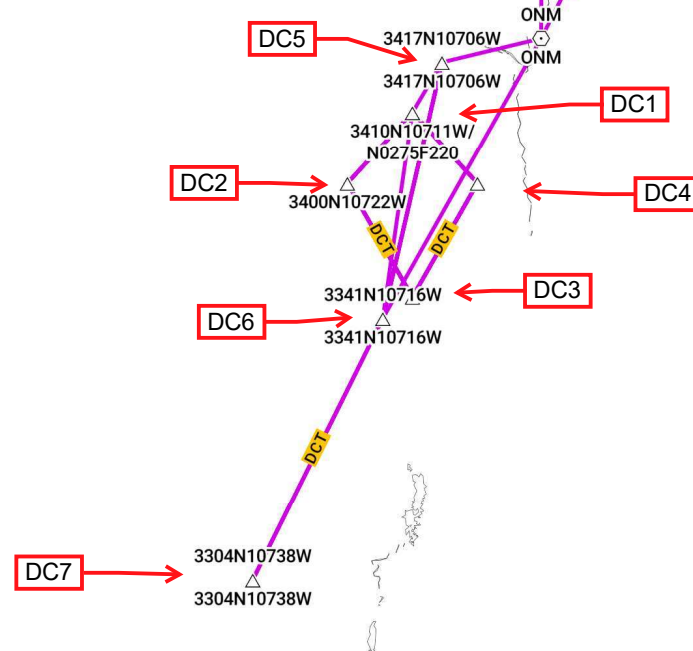 ONM
DC5
3417N10706W
ONM
3417N10706W
DC1
3410N10711W/
N0275F220
DC2
3400N10722W
DC4
DCT
DCT
3341N10716W
DC3
DC6
3341N10716W
DCT
3304N10738W
DC7
3304N10738W